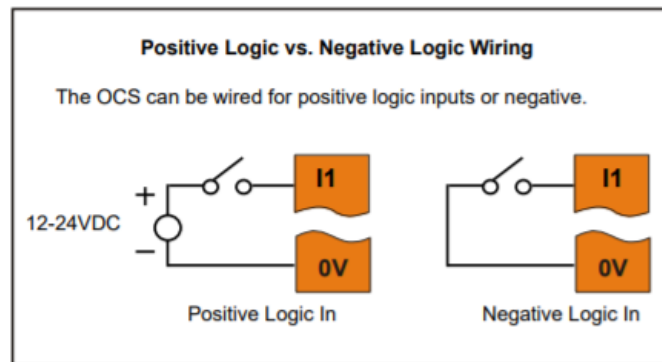 Positive Logic vs. Negative Logic Wiring
The OCS can be wired for positive logic inputs or negative.
I1
I1
+
12-24VDC
–
0V
0V
Positive Logic In
Negative Logic In